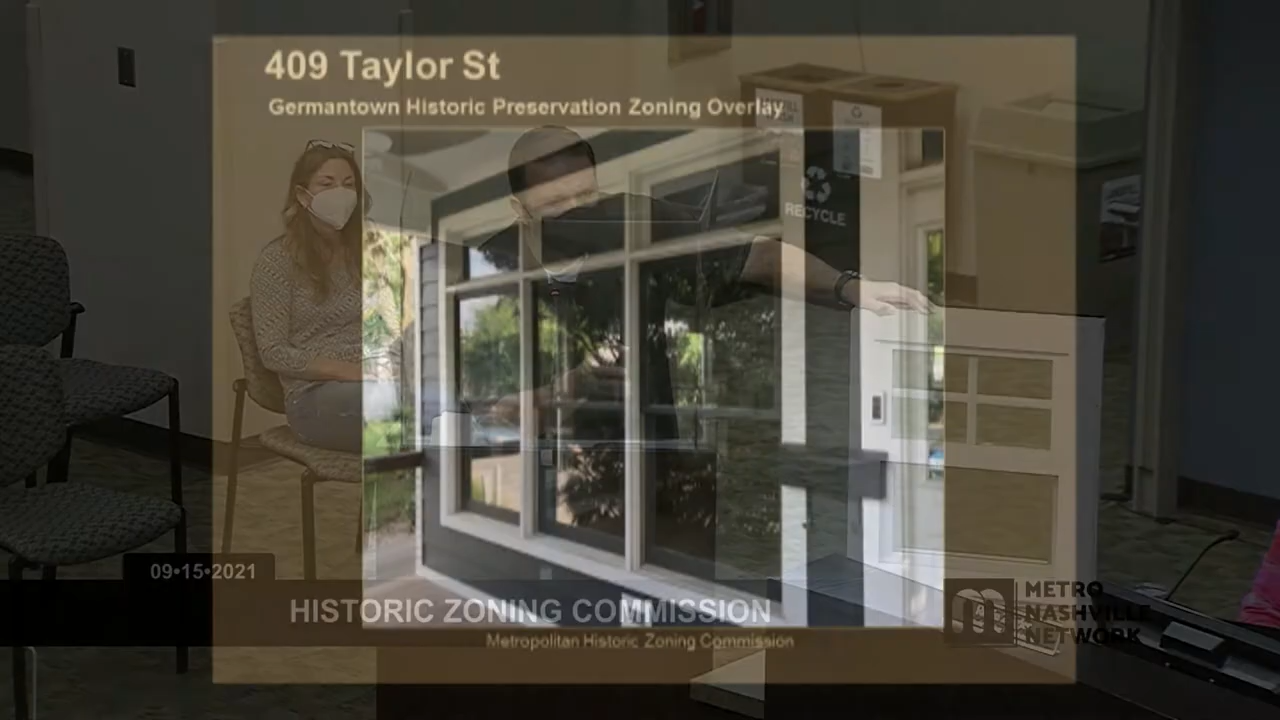 409 Taylor St
Germantown Historic Preservation Zoning Overlay
RECYCLE
09•15•2021
HISTORIC ZONING COMMISSION
Metropolitan Historic Zoning Commission
METRO
NASHVILLE
NETWORK